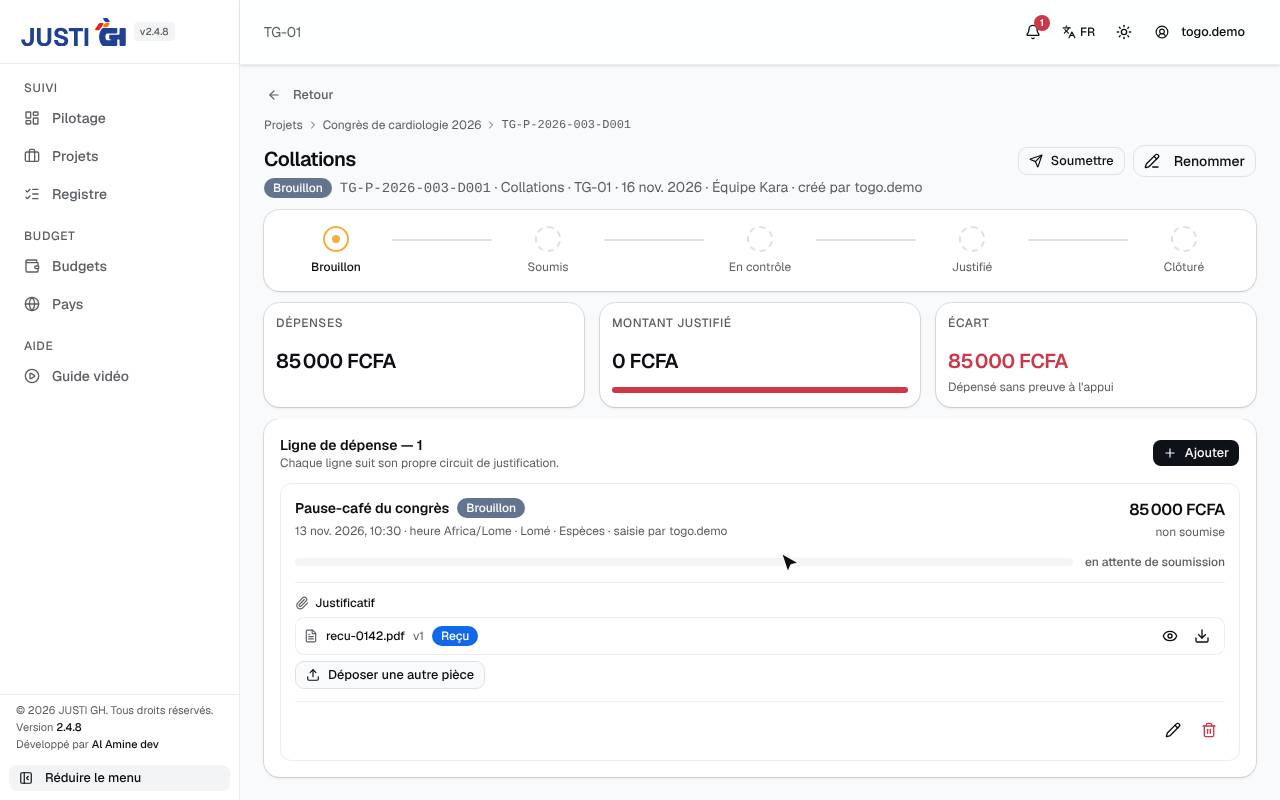 JUSTI GH v2.4.8
TG-01
1
FR
togo.demo
SUIVI
Pilotage
Projets
Registre
BUDGET
Budgets
Pays
AIDE
Guide vidéo
© 2026 JUSTI GH. Tous droits réservés.
Version 2.4.8
Développé par Al Amine dev
Réduire le menu
Retour
Projets > Congrès de cardiologie 2026 > TG-P-2026-003-D001
Collations
Soumettre
Renommer
Brouillon TG-P-2026-003-D001 · Collations · TG-01 · 16 nov. 2026 · Équipe Kara · créé par togo.demo
Brouillon
Soumis
En contrôle
Justifié
Clôturé
DÉPENSES
85 000 FCFA
MONTANT JUSTIFIÉ
0 FCFA
ÉCART
85 000 FCFA
Dépensé sans preuve à l'appui
Ligne de dépense — 1
Chaque ligne suit son propre circuit de justification.
Ajouter
Pause-café du congrès Brouillon
85 000 FCFA
13 nov. 2026, 10:30 · heure Africa/Lome · Lomé · Espèces · saisie par togo.demo
non soumise
en attente de soumission
Justificatif
recu-0142.pdf v1 Reçu
Déposer une autre pièce